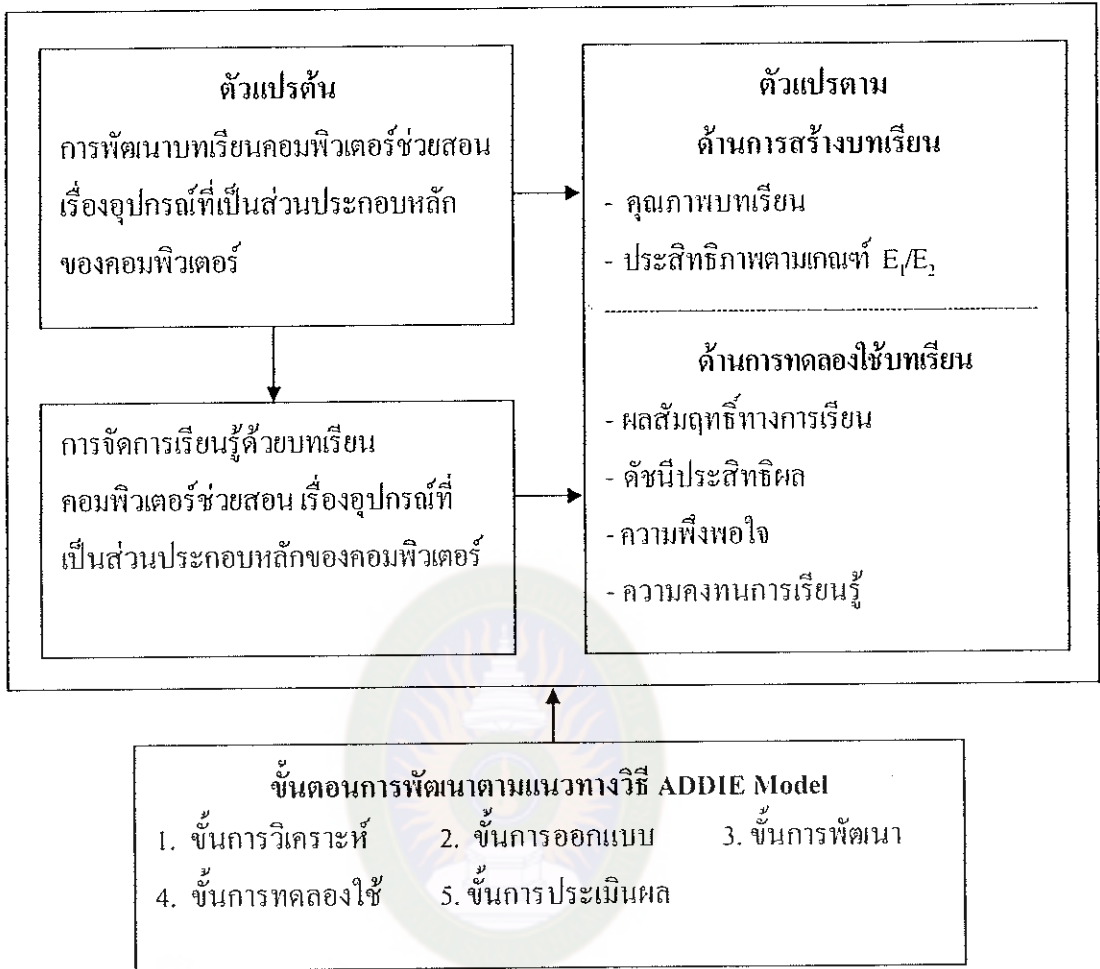 ตัวแปรต้น
การพัฒนาบทเรียนคอมพิวเตอร์ช่วยสอน
เรื่องอุปกรณ์ที่เป็นส่วนประกอบหลัก
ของคอมพิวเตอร์
การจัดการเรียนรู้ด้วยบทเรียน
คอมพิวเตอร์ช่วยสอน เรื่องอุปกรณ์ที่
เป็นส่วนประกอบหลักของคอมพิวเตอร์
ตัวแปรตาม
ด้านการสร้างบทเรียน
- คุณภาพบทเรียน
- ประสิทธิภาพตามเกณฑ์ E₁/E₂
ด้านการทดลองใช้บทเรียน
- ผลสัมฤทธิ์ทางการเรียน
- ดัชนีประสิทธิผล
- ความพึงพอใจ
- ความคงทนการเรียนรู้
ขั้นตอนการพัฒนาตามแนวทางวิธี ADDIE Model
1. ขั้นการวิเคราะห์ 2. ขั้นการออกแบบ 3. ขั้นการพัฒนา
4. ขั้นการทดลองใช้ 5. ขั้นการประเมินผล